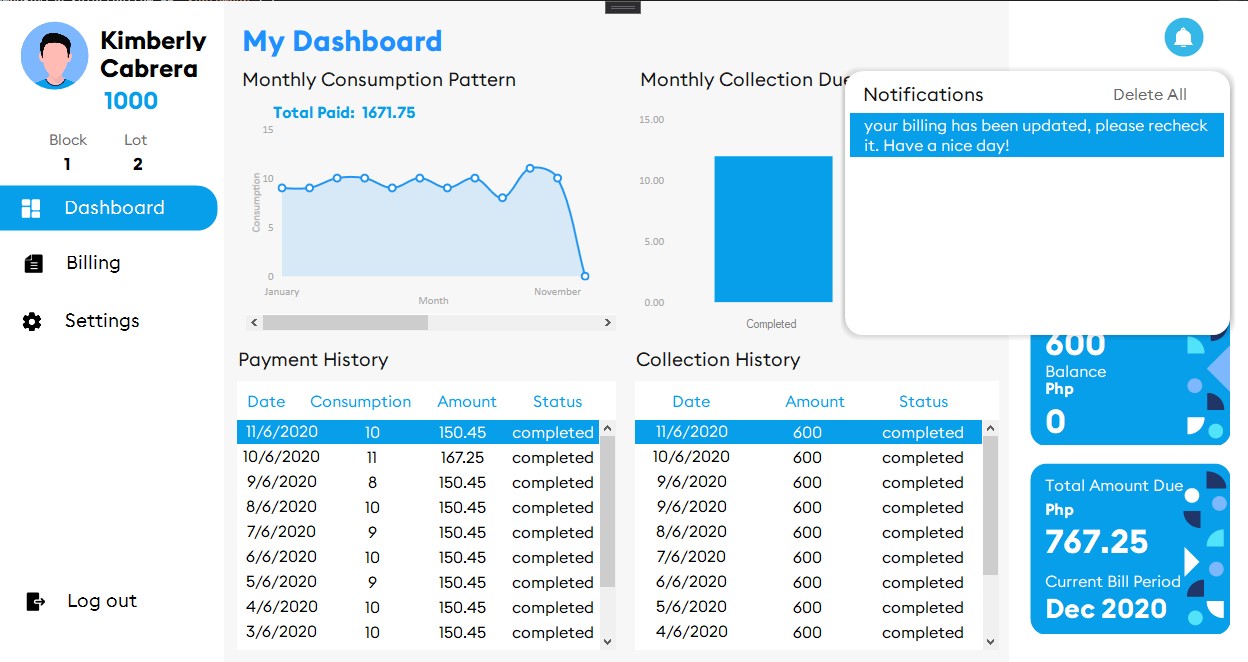 Kimberly
Cabrera
1000
Block Lot
1 2
Dashboard
Billing
Settings
Log out
My Dashboard
Monthly Consumption Pattern
Total Paid: 1671.75
15
10
5
0
Consumption
January November
Month
Monthly Collection Due
15.00
10.00
5.00
0.00
Completed
Notifications Delete All
your billing has been updated, please recheck
it. Have a nice day!
Payment History
Date Consumption Amount Status
11/6/2020 10 150.45 completed
10/6/2020 11 167.25 completed
9/6/2020 8 150.45 completed
8/6/2020 10 150.45 completed
7/6/2020 9 150.45 completed
6/6/2020 10 150.45 completed
5/6/2020 9 150.45 completed
4/6/2020 10 150.45 completed
3/6/2020 10 150.45 completed
Collection History
Date Amount Status
11/6/2020 600 completed
10/6/2020 600 completed
9/6/2020 600 completed
9/6/2020 600 completed
8/6/2020 600 completed
7/6/2020 600 completed
6/6/2020 600 completed
5/6/2020 600 completed
4/6/2020 600 completed
600
Balance
Php
0
Total Amount Due
Php
767.25
Current Bill Period
Dec 2020